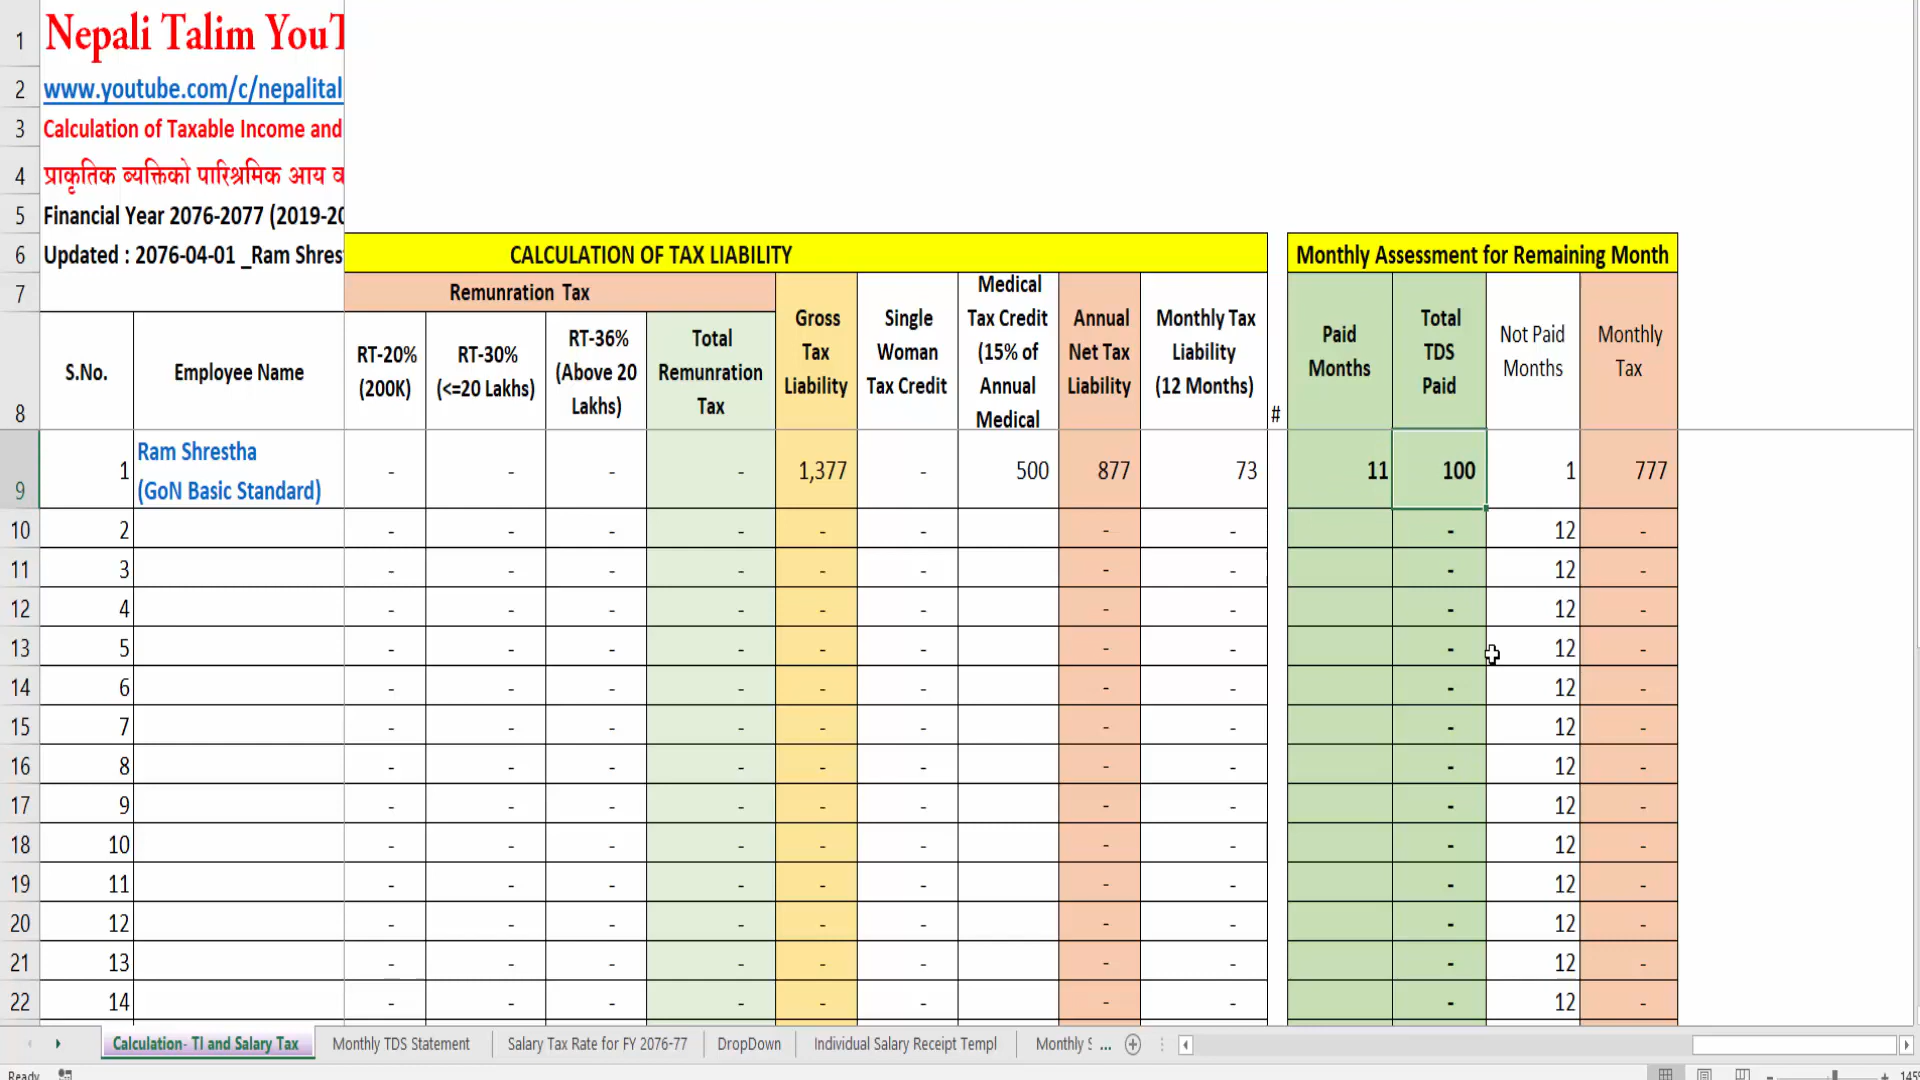 1 Nepali Talim YouT
2 www.youtube.com/c/nepalital
3 Calculation of Taxable Income and
4 प्राकृतिक ब्यक्तिको पारिश्रमिक आय व
5 Financial Year 2076-2077 (2019-20
6 Updated : 2076-04-01 _Ram Shres
CALCULATION OF TAX LIABILITY
Monthly Assessment for Remaining Month
7
Remunration Tax
8
S.No.
Employee Name
RT-20%
(200K)
RT-30%
(<=20 Lakhs)
RT-36%
(Above 20
Lakhs)
Total
Remunration
Tax
Gross
Tax
Liability
Single
Woman
Tax Credit
Medical
Tax Credit
(15% of
Annual
Medical
Annual
Net Tax
Liability
Monthly Tax
Liability
(12 Months)
#
Paid
Months
Total
TDS
Paid
Not Paid
Months
Monthly
Tax
9 1 Ram Shrestha
(GoN Basic Standard)
- - - - 1,377 - 500 877 73 11 100 1 777
10 2 - - - - - - - - - 12 -
11 3 - - - - - - - - - 12 -
12 4 - - - - - - - - - 12 -
13 5 - - - - - - - - - 12 -
14 6 - - - - - - - - - 12 -
15 7 - - - - - - - - - 12 -
16 8 - - - - - - - - - 12 -
17 9 - - - - - - - - - 12 -
18 10 - - - - - - - - - 12 -
19 11 - - - - - - - - - 12 -
20 12 - - - - - - - - - 12 -
21 13 - - - - - - - - - 12 -
22 14 - - - - - - - - - 12 -
Calculation- TI and Salary Tax Monthly TDS Statement Salary Tax Rate for FY 2076-77 DropDown Individual Salary Receipt Templ Monthly S ...
Ready 145%